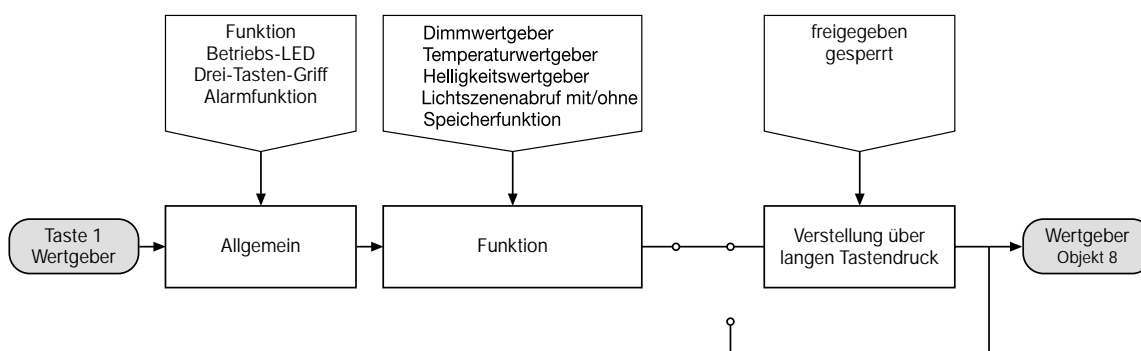 Funktion
Betriebs-LED
Drei-Tasten-Griff
Alarmfunktion
Dimmwertgeber
Temperaturwertgeber
Helligkeitswertgeber
Lichtszenenabruf mit/ohne
Speicherfunktion
freigegeben
gesperrt
Taste 1
Wertgeber
Allgemein
Funktion
Verstellung über
langen Tastendruck
Wertgeber
Objekt 8